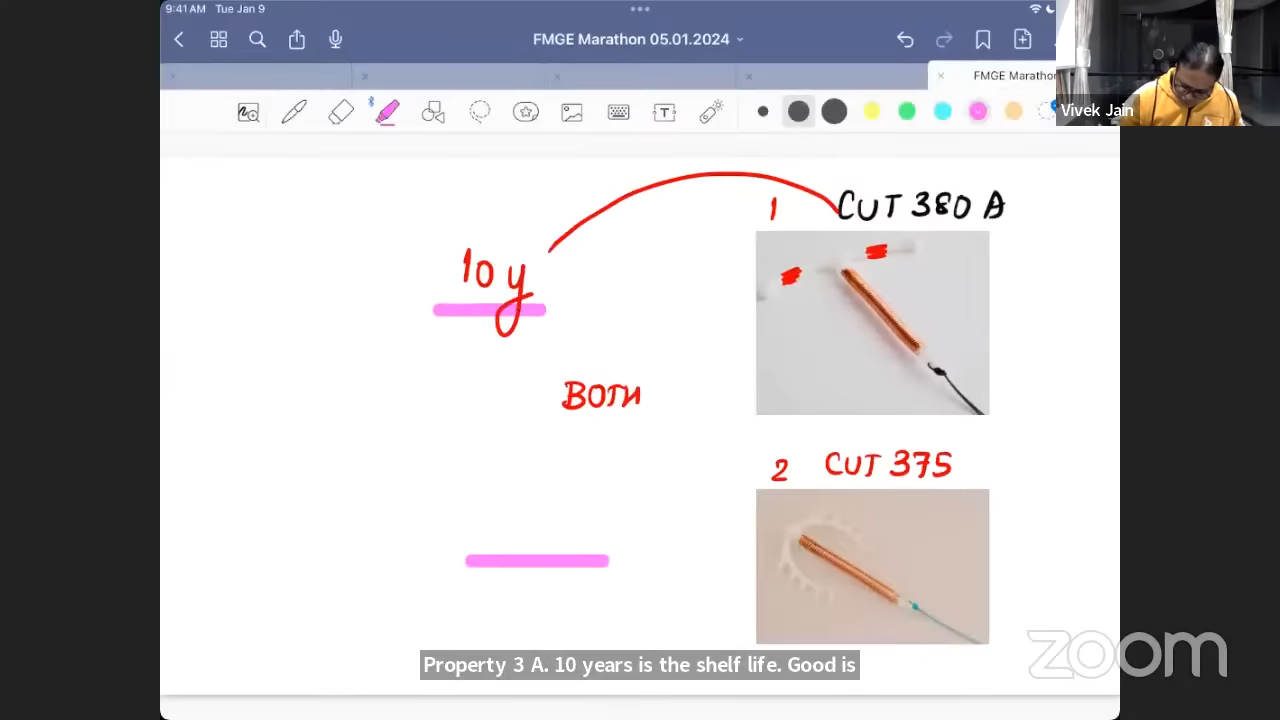 9:41 AM Tue Jan 9
FMGE Marathon 05.01.2024
FMGE Marathon
T
Vivek Jain
1 CUT 380 A
10 y
BOTH
2 CUT 375
Property 3 A. 10 years is the shelf life. Good is
zoom